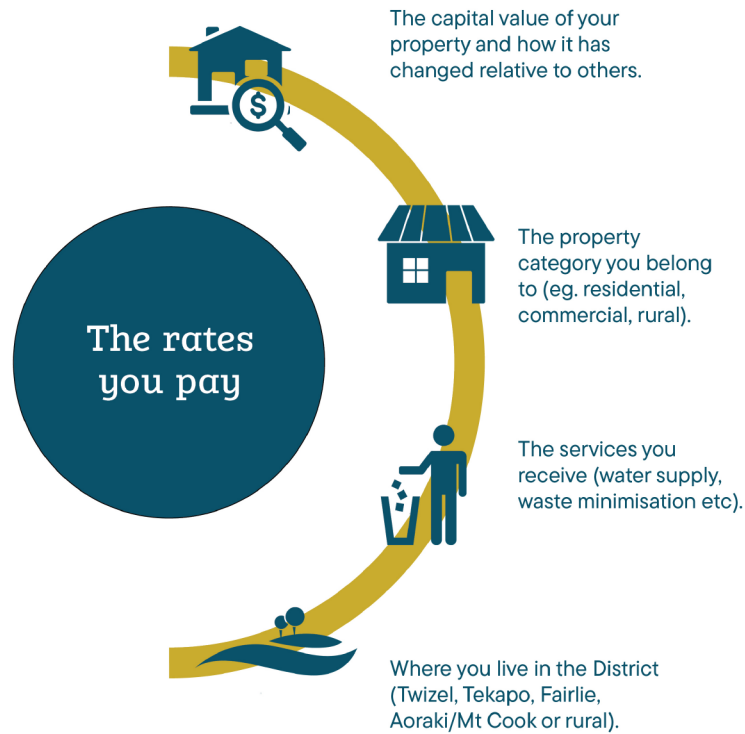 The capital value of your
property and how it has
changed relative to others.
$
The property
category you belong
to (eg. residential,
commercial, rural).
The rates
you pay
The services you
receive (water supply,
waste minimisation etc).
Where you live in the District
(Twizel, Tekapo, Fairlie,
Aoraki/Mt Cook or rural).